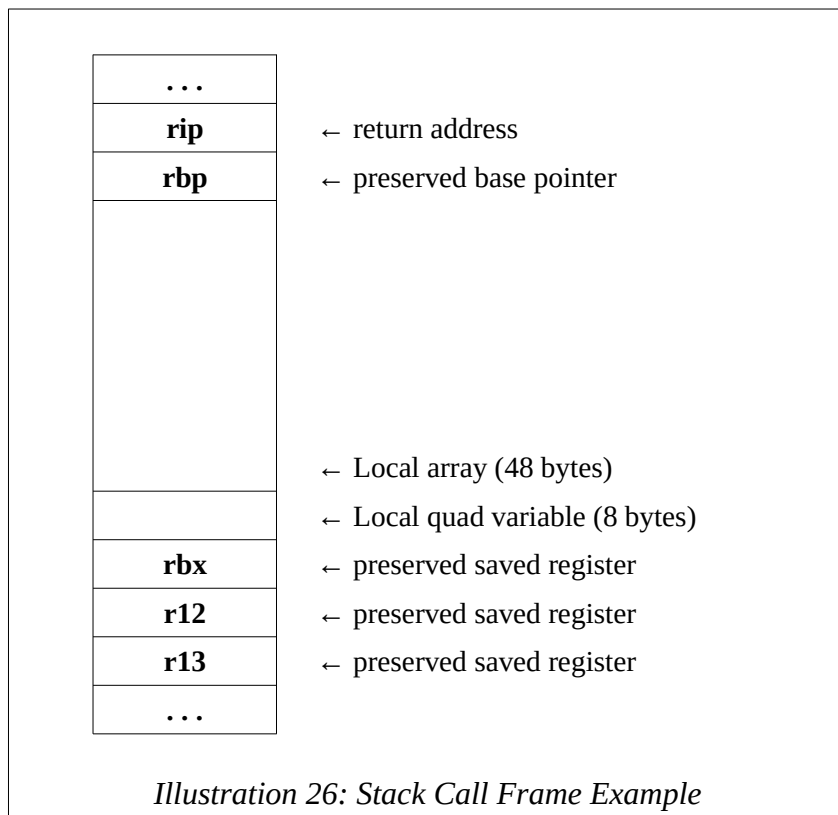 . . .
rip ← return address
rbp ← preserved base pointer
← Local array (48 bytes)
← Local quad variable (8 bytes)
rbx ← preserved saved register
r12 ← preserved saved register
r13 ← preserved saved register
. . .
Illustration 26: Stack Call Frame Example